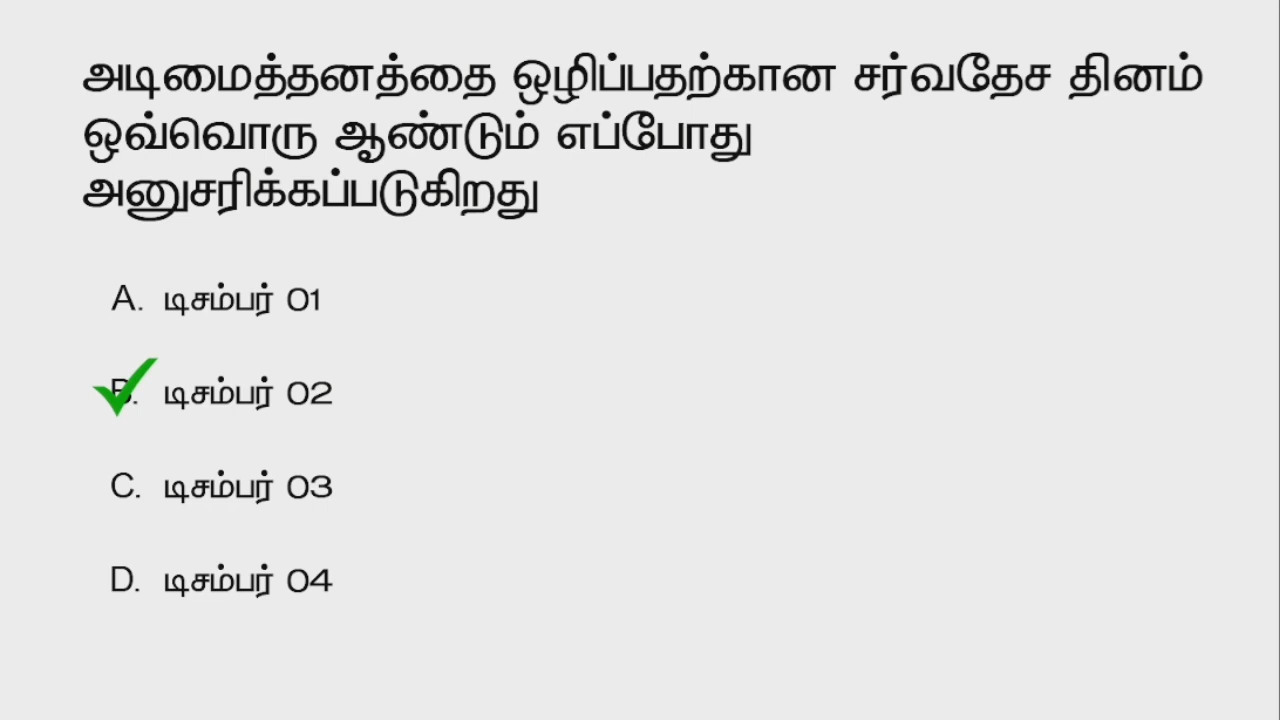 அடிமைத்தனத்தை ஒழிப்பதற்கான சர்வதேச தினம்
ஒவ்வொரு ஆண்டும் எப்போது
அனுசரிக்கப்படுகிறது
A. டிசம்பர் 01
B. டிசம்பர் 02
C. டிசம்பர் 03
D. டிசம்பர் 04